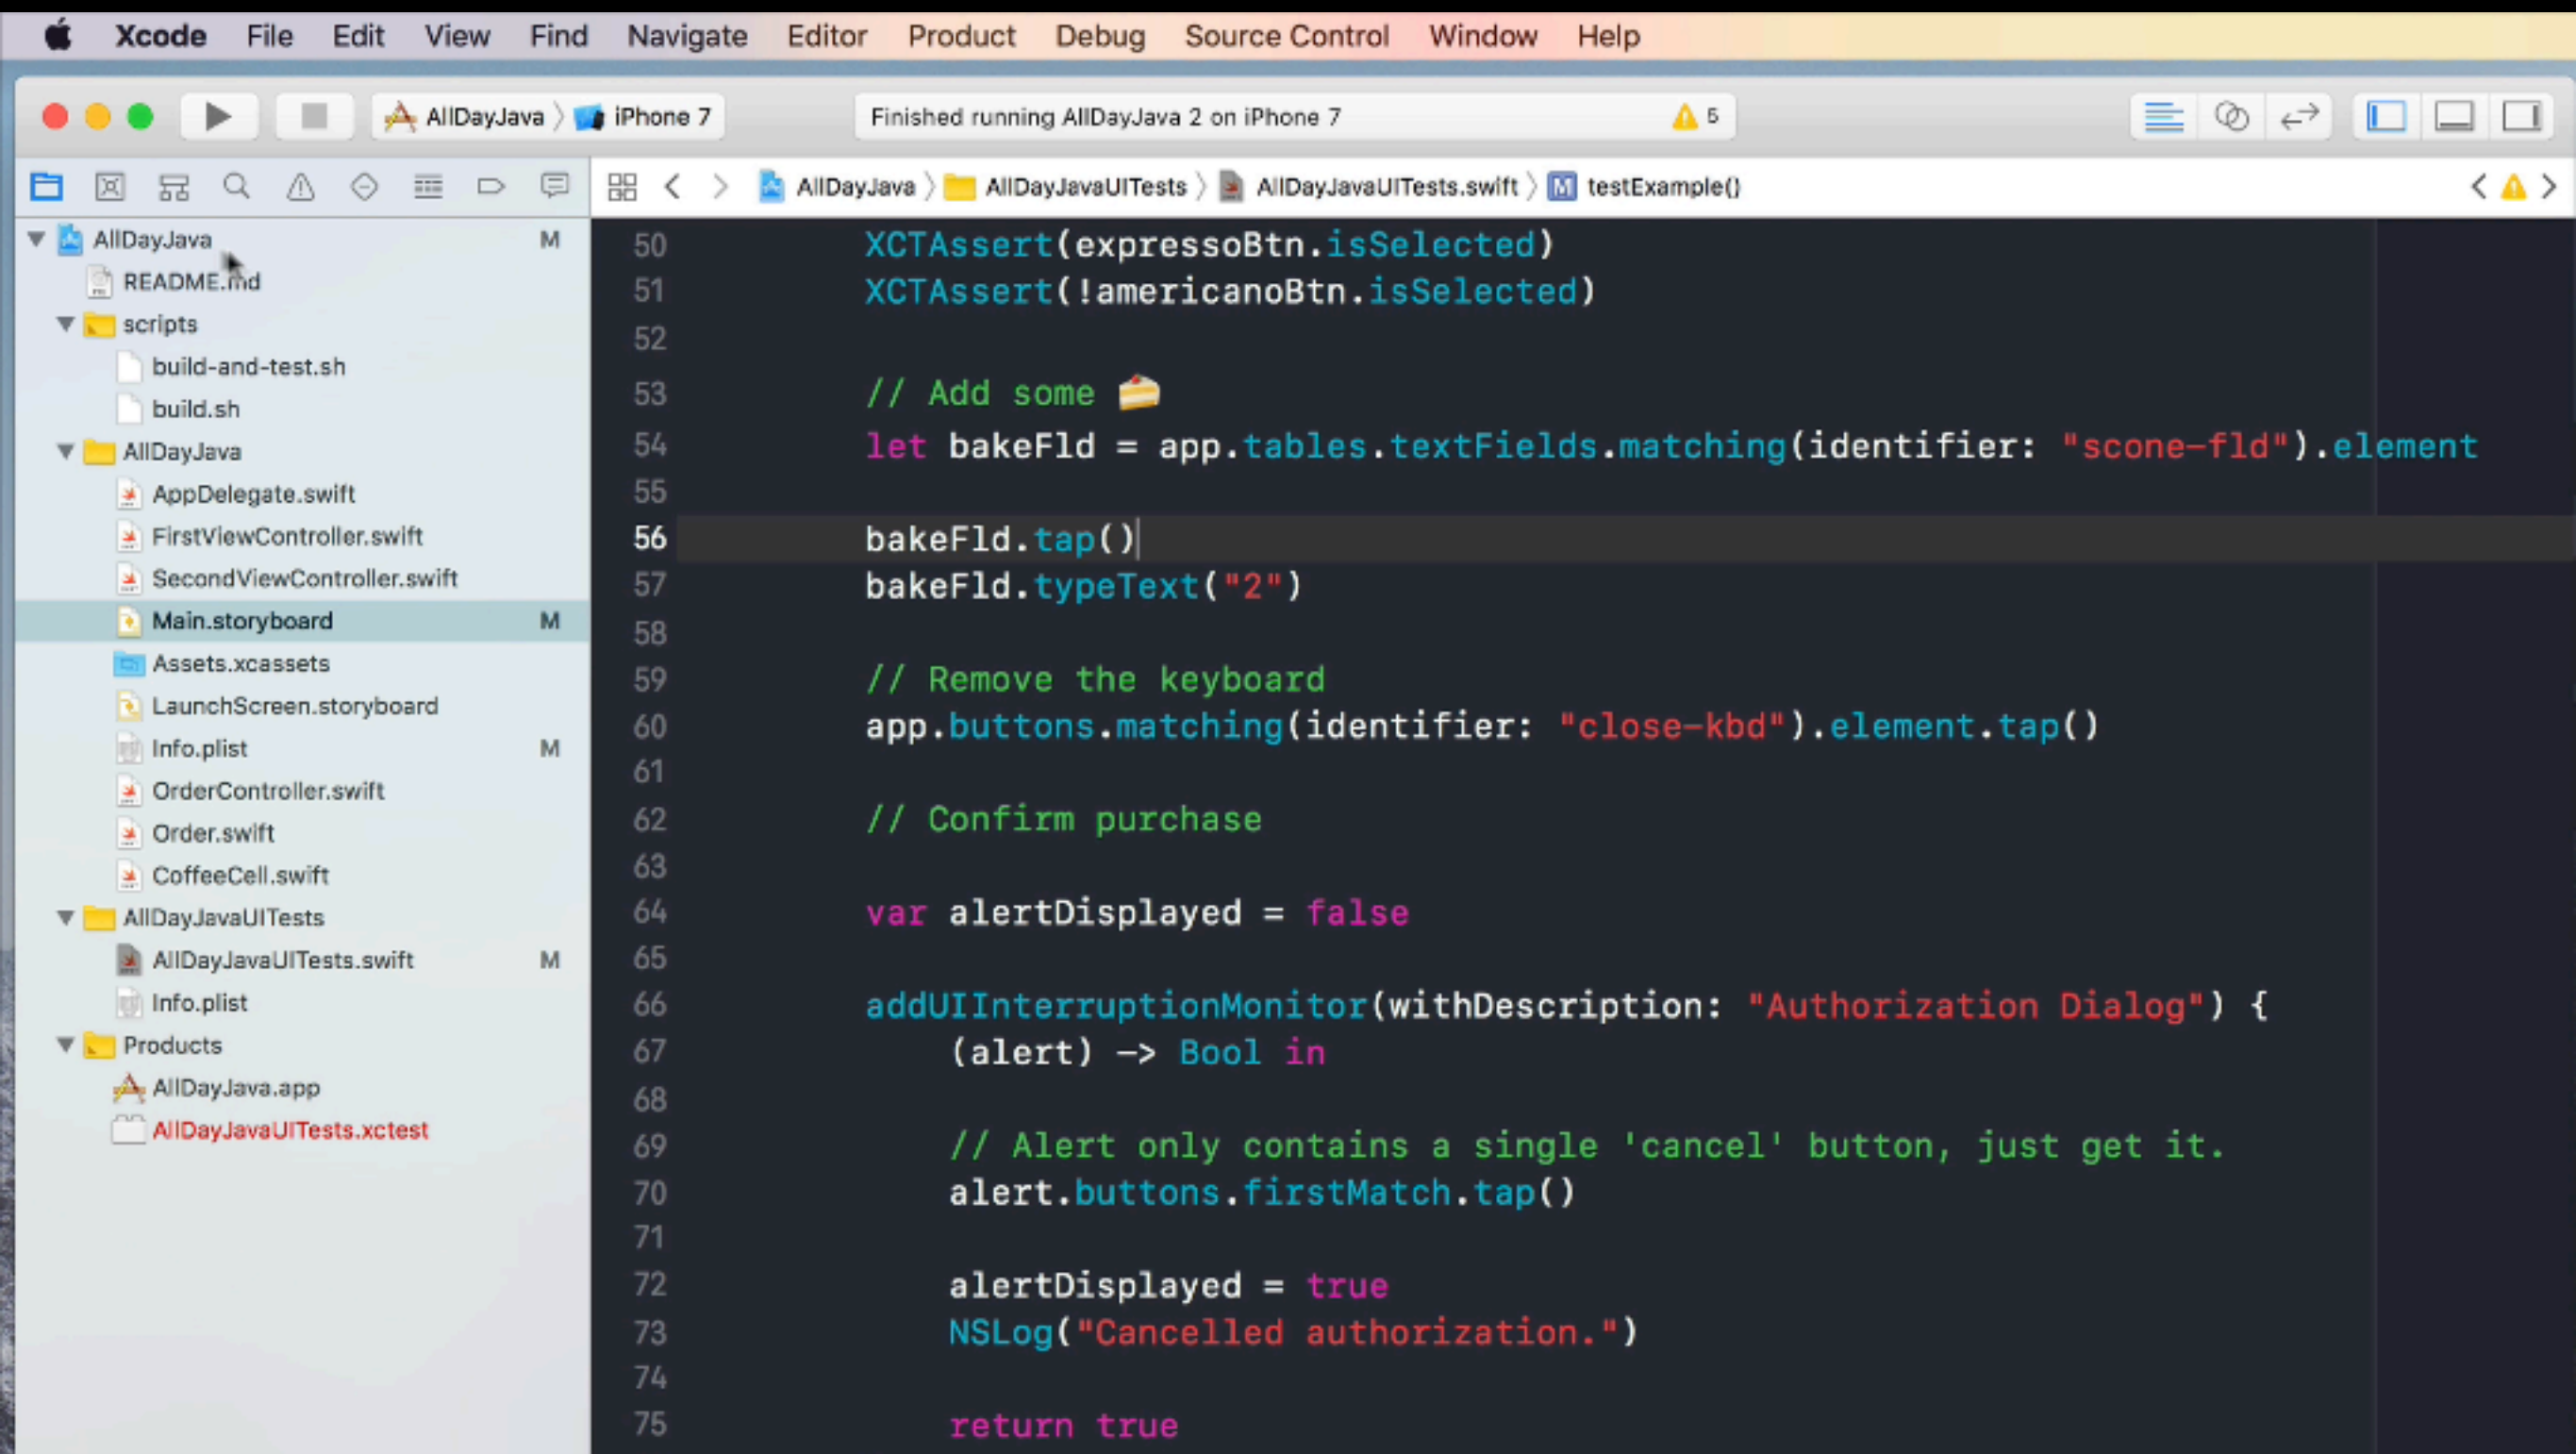 Xcode File Edit View Find Navigate Editor Product Debug Source Control Window Help
AllDayJava iPhone 7 Finished running AllDayJava 2 on iPhone 7 5
AllDayJava AllDayJavaUITests AllDayJavaUITests.swift M testExample()
AllDayJava M
README.md
scripts
build-and-test.sh
build.sh
AllDayJava
AppDelegate.swift
FirstViewController.swift
SecondViewController.swift
Main.storyboard M
Assets.xcassets
LaunchScreen.storyboard
Info.plist M
OrderController.swift
Order.swift
CoffeeCell.swift
AllDayJavaUITests
AllDayJavaUITests.swift M
Info.plist
Products
AllDayJava.app
AllDayJavaUITests.xctest
50 XCTAssert(expressoBtn.isSelected)
51 XCTAssert(!americanoBtn.isSelected)
52
53 // Add some 🍰
54 let bakeFld = app.tables.textFields.matching(identifier: "scone-fld").element
55
56 bakeFld.tap()
57 bakeFld.typeText("2")
58
59 // Remove the keyboard
60 app.buttons.matching(identifier: "close-kbd").element.tap()
61
62 // Confirm purchase
63
64 var alertDisplayed = false
65
66 addUIInterruptionMonitor(withDescription: "Authorization Dialog") {
67 (alert) -> Bool in
68
69 // Alert only contains a single 'cancel' button, just get it.
70 alert.buttons.firstMatch.tap()
71
72 alertDisplayed = true
73 NSLog("Cancelled authorization.")
74
75 return true